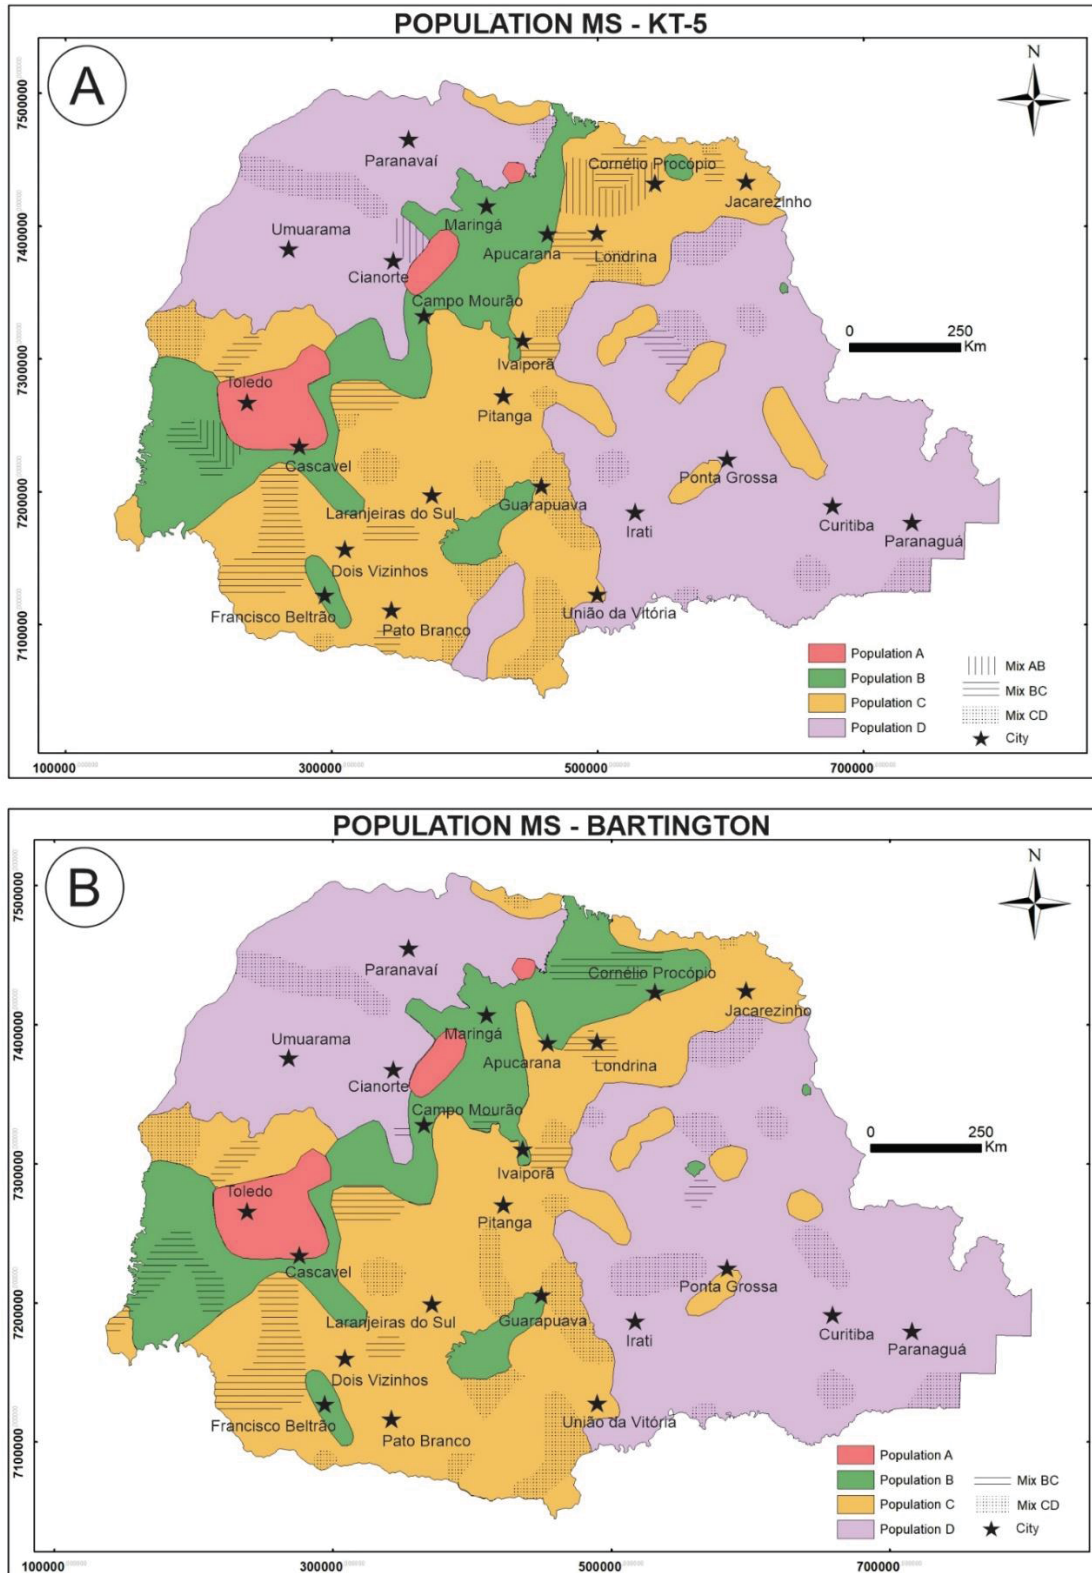 POPULATION MS - KT-5
A
N
7500000
7400000
7300000
7200000
7100000
Paranavaí
Cornélio Procópio
Jacarezinho
Maringá
Umuarama
Apucarana
Londrina
Cianorte
Campo Mourão
0 250
Km
Ivaiporã
Toledo
Pitanga
Cascavel
Ponta Grossa
Guarapuava
Laranjeiras do Sul
Irati
Curitiba
Paranaguá
Dois Vizinhos
Francisco Beltrão
Pato Branco
União da Vitória
Population A
Population B
Population C
Population D
Mix AB
Mix BC
Mix CD
City
100000 300000 500000 700000
POPULATION MS - BARTINGTON
B
N
7500000
7400000
7300000
7200000
7100000
Paranavaí
Cornélio Procópio
Jacarezinho
Maringá
Umuarama
Apucarana
Londrina
Cianorte
Campo Mourão
0 250
Km
Ivaiporã
Toledo
Pitanga
Cascavel
Ponta Grossa
Guarapuava
Laranjeiras do Sul
Irati
Curitiba
Paranaguá
Dois Vizinhos
Francisco Beltrão
Pato Branco
União da Vitória
Population A
Population B
Population C
Population D
Mix BC
Mix CD
City
100000 300000 500000 700000